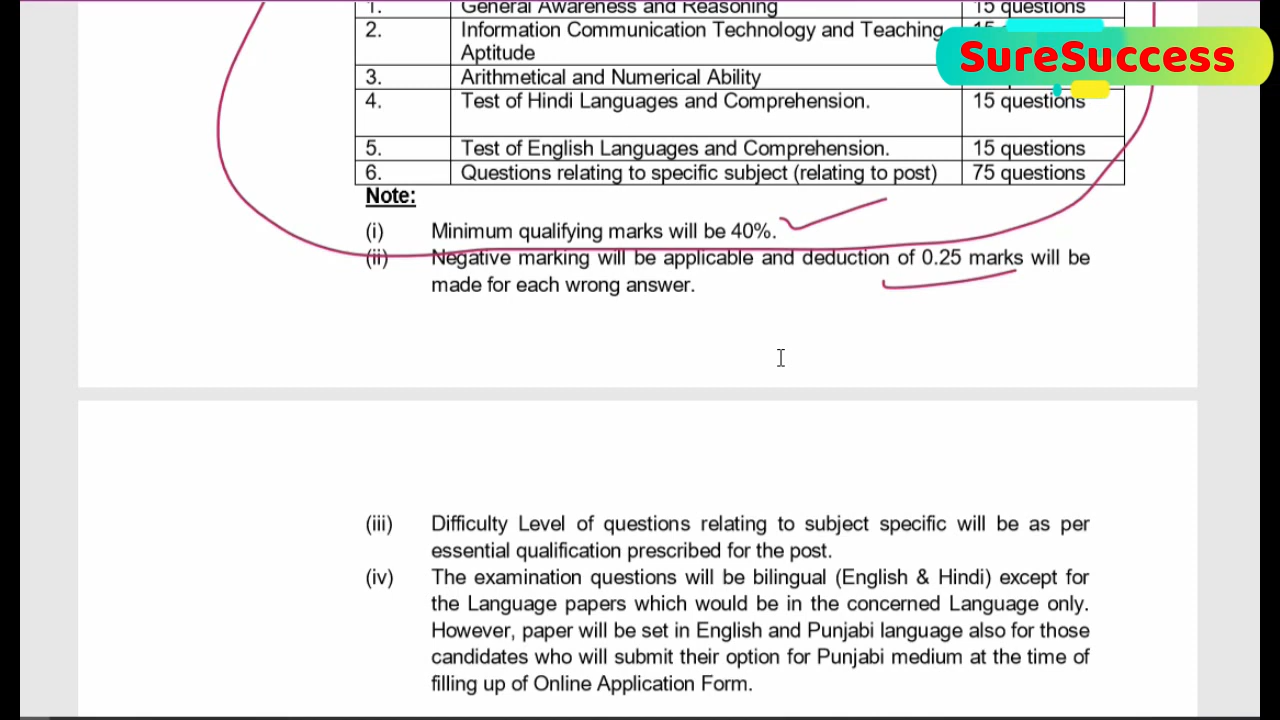 1. General Awareness and Reasoning 15 questions
2. Information Communication Technology and Teaching 15
Aptitude
SureSuccess
3. Arithmetical and Numerical Ability
4. Test of Hindi Languages and Comprehension. 15 questions
5. Test of English Languages and Comprehension. 15 questions
6. Questions relating to specific subject (relating to post) 75 questions
Note:
(i) Minimum qualifying marks will be 40%.
(ii) Negative marking will be applicable and deduction of 0.25 marks will be
made for each wrong answer.
(iii) Difficulty Level of questions relating to subject specific will be as per
essential qualification prescribed for the post.
(iv) The examination questions will be bilingual (English & Hindi) except for
the Language papers which would be in the concerned Language only.
However, paper will be set in English and Punjabi language also for those
candidates who will submit their option for Punjabi medium at the time of
filling up of Online Application Form.